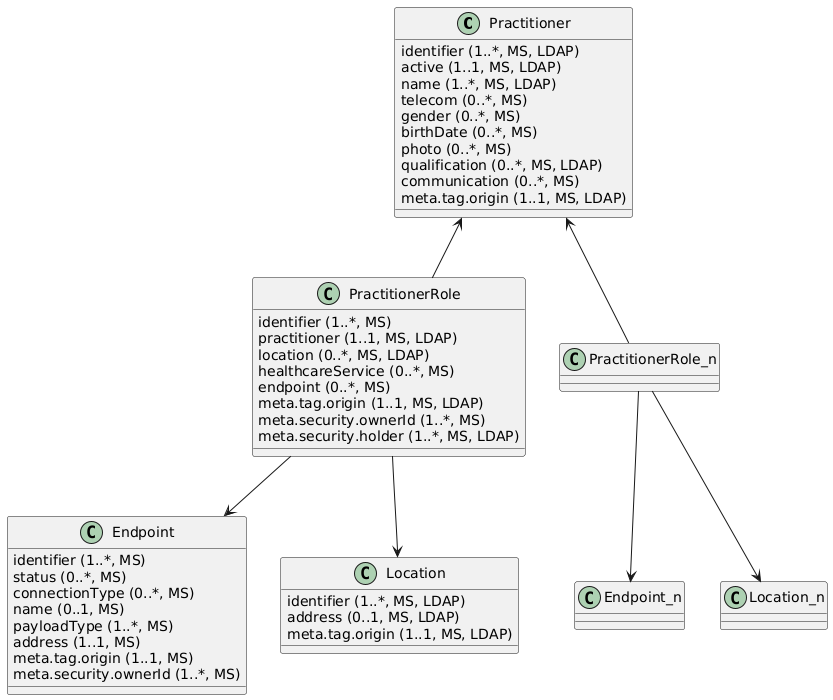 C Practitioner
identifier (1..*, MS, LDAP)
active (1..1, MS, LDAP)
name (1..*, MS, LDAP)
telecom (0..*, MS)
gender (0..*, MS)
birthDate (0..*, MS)
photo (0..*, MS)
qualification (0..*, MS, LDAP)
communication (0..*, MS)
meta.tag.origin (1..1, MS, LDAP)
C PractitionerRole
identifier (1..*, MS)
practitioner (1..1, MS, LDAP)
location (0..*, MS, LDAP)
healthcareService (0..*, MS)
endpoint (0..*, MS)
meta.tag.origin (1..1, MS, LDAP)
meta.security.ownerId (1..*, MS)
meta.security.holder (1..*, MS, LDAP)
C PractitionerRole_n
C Endpoint
identifier (1..*, MS)
status (0..*, MS)
connectionType (0..*, MS)
name (0..1, MS)
payloadType (1..*, MS)
address (1..1, MS)
meta.tag.origin (1..1, MS)
meta.security.ownerId (1..*, MS)
C Location
identifier (1..*, MS, LDAP)
address (0..1, MS, LDAP)
meta.tag.origin (1..1, MS, LDAP)
C Endpoint_n
C Location_n